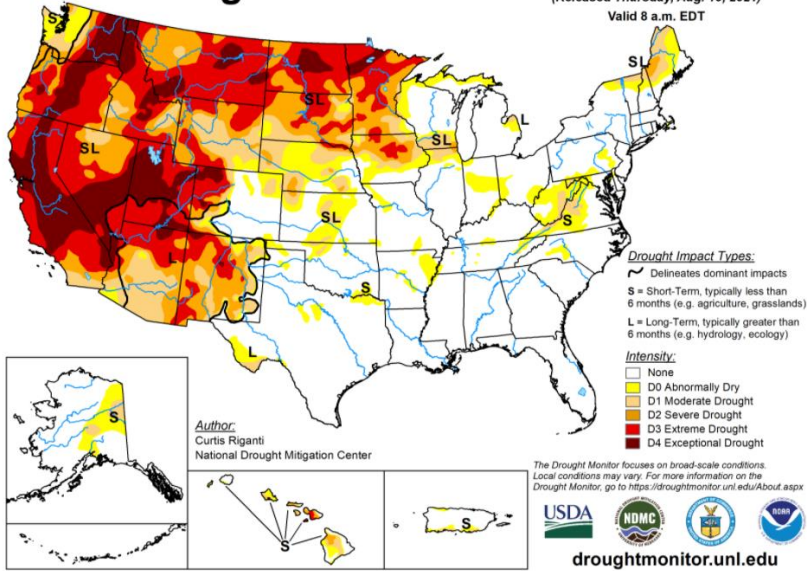 Valid 8 a.m. EDT
S
SL
SL
SL
L
SL
SL
SL
S
L
S
L
Drought Impact Types:
Delineates dominant impacts
S = Short-Term, typically less than
6 months (e.g. agriculture, grasslands)
L = Long-Term, typically greater than
6 months (e.g. hydrology, ecology)
Intensity:
None
D0 Abnormally Dry
D1 Moderate Drought
D2 Severe Drought
D3 Extreme Drought
D4 Exceptional Drought
S
Author:
Curtis Riganti
National Drought Mitigation Center
S
S
The Drought Monitor focuses on broad-scale conditions.
Local conditions may vary. For more information on the
Drought Monitor, go to https://droughtmonitor.unl.edu/About.aspx
USDA
NDMC
NOAA
droughtmonitor.unl.edu